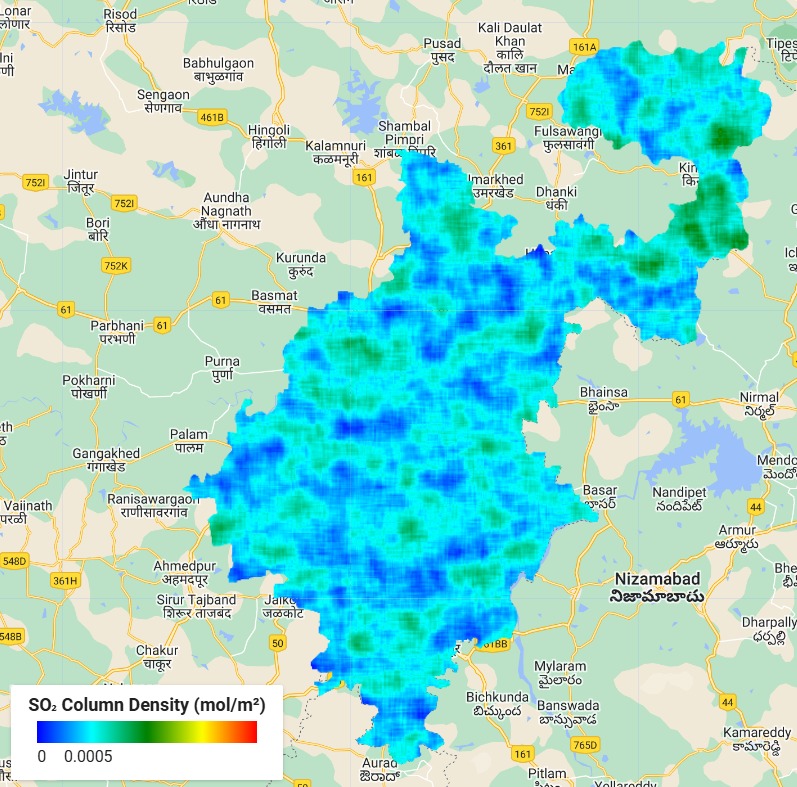 Lonar
लोणार
Risod
रिसोड
Kali Daulat
Khan
कालि
दौलत खान
161A
Pusad
पुसद
Babhulgaon
बाभुळगांव
752I
Sengaon
सेणगाव
461B
Hingoli
हिंगोली
Shambal
Pimpri
Fulsawangi
फुलसावंगी
Kalamnuri
कळमनूरी
361
161
Jintur
जिंतूर
752I
752I
Umarkhed
उमरखेड
Dhanki
धंकी
Aundha
Nagnath
औंधा नागनाथ
Bori
बोरि
752K
Kurunda
कुरुंद
Basmat
वसमत
61
61
61
Parbhani
परभणी
Purna
पुर्णा
Pokharni
पोखर्णी
Bhainsa
భైంసా
61
Nirmal
నిర్మల్
Palam
पालम
Gangakhed
गंगाखेड
Ranisawargaon
राणीसावरगांव
Vaijnath
परळी
Basar
బాసర్
Nandipet
నందిపేట్
44
Armur
ఆర్మూరు
548D
361H
Ahmedpur
अहमदपूर
Nizamabad
నిజామాబాదు
Sirur Tajband
शिरूर ताजबंद
जळकोट
Dharpally
ధర్పల్లి
548B
50
Chakur
चाकूर
161BB
Mylaram
మైలారం
Bichkunda
బిచ్కుంద
Banswada
బాన్సువాడ
44
Kamareddy
కామారెడ్డి
765D
161
Aurad
ಔರಾದ್
Pitlam
Yellareddy
SO₂ Column Density (mol/m²)
0 0.0005